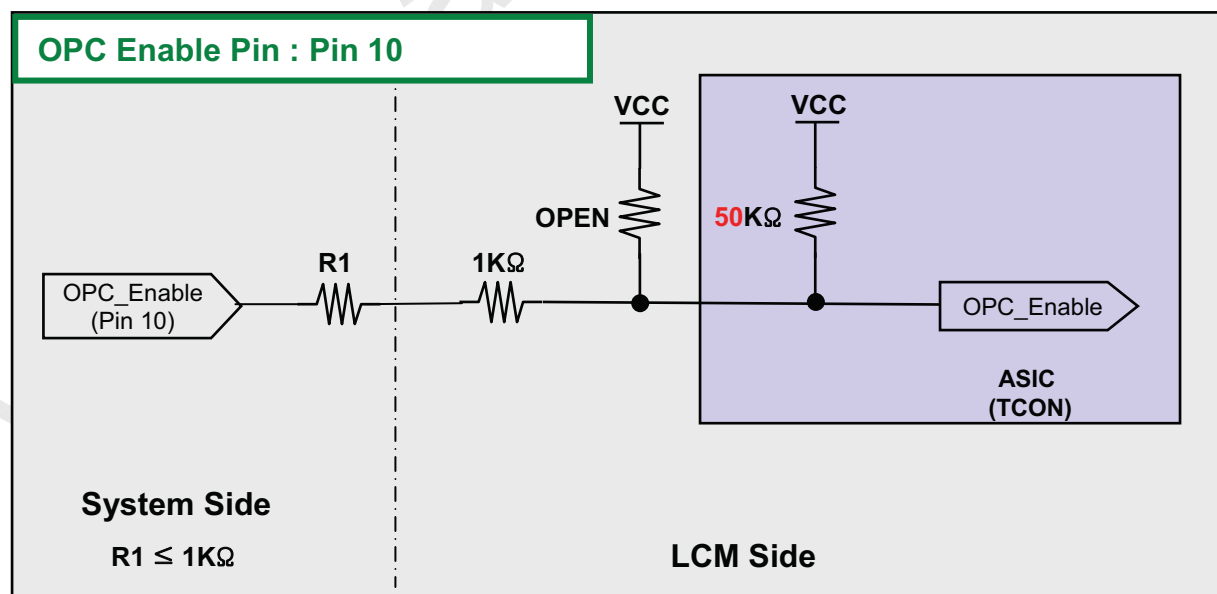 OPC Enable Pin : Pin 10
VCC
VCC
OPEN
50KΩ
R1
1KΩ
OPC_Enable
(Pin 10)
OPC_Enable
ASIC
(TCON)
System Side
R1 ≤ 1KΩ
LCM Side